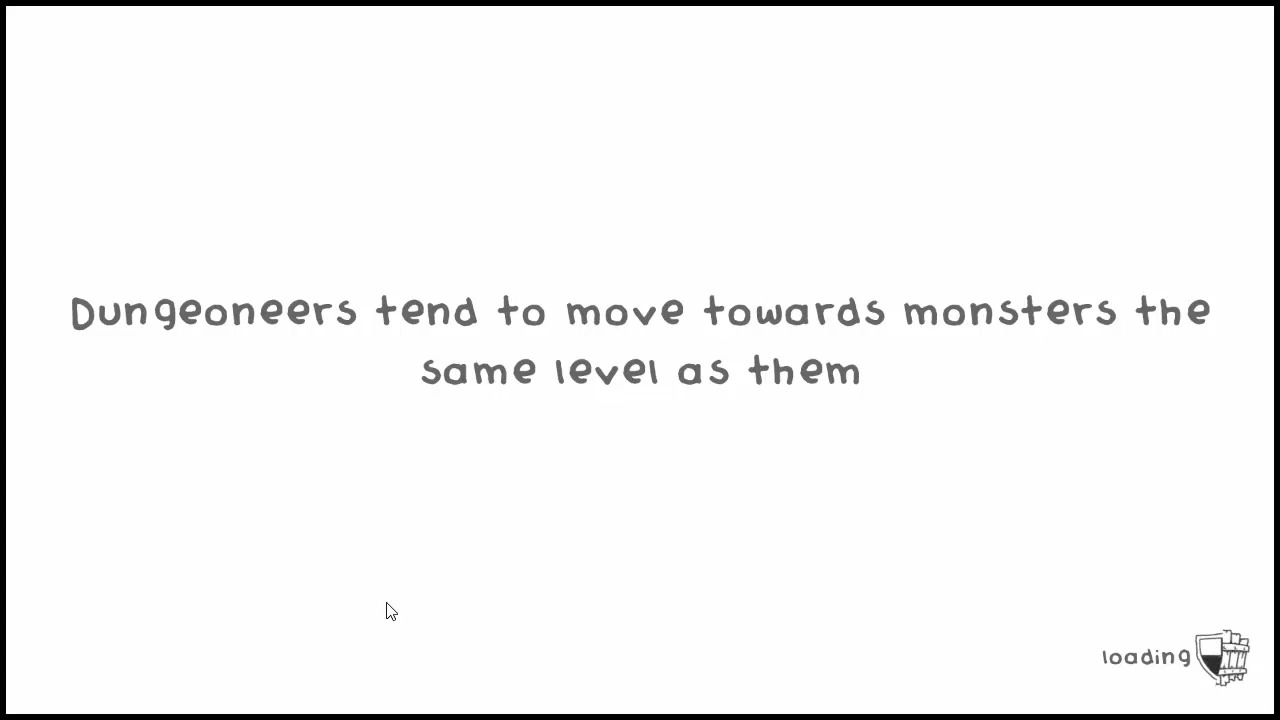 Dungeoneers tend to move towards monsters the
same level as them
loading